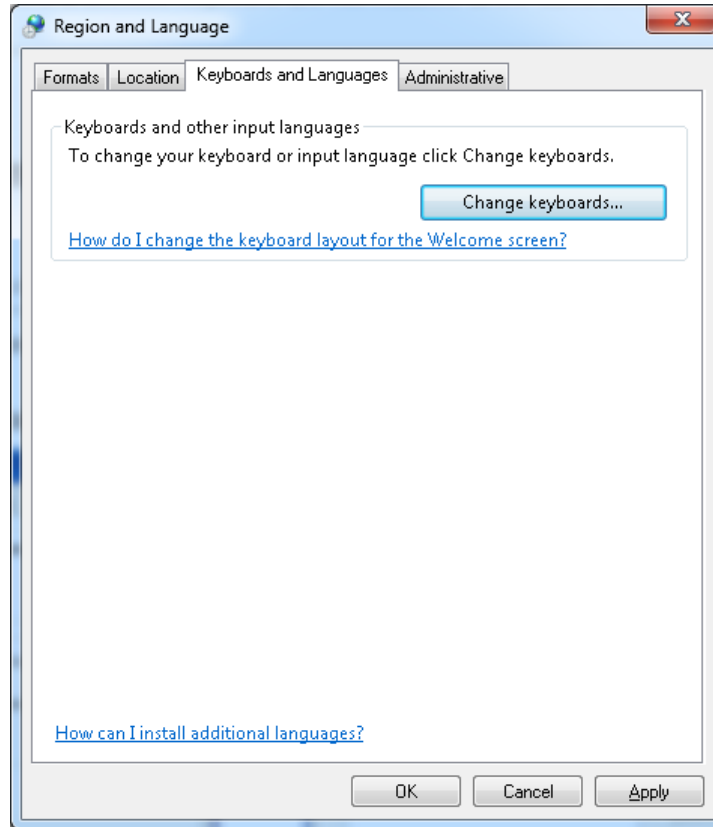 Region and Language
Formats Location Keyboards and Languages Administrative
Keyboards and other input languages
To change your keyboard or input language click Change keyboards.
Change keyboards...
How do I change the keyboard layout for the Welcome screen?
How can I install additional languages?
OK Cancel Apply